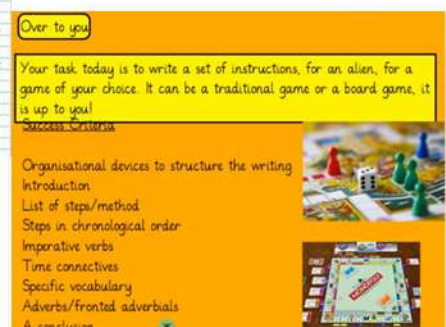 Over to you
Your task today is to write a set of instructions, for an alien, for a
game of your choice. It can be a traditional game or a board game, it
is up to you!
Success Criteria
Organisational devices to structure the writing
Introduction
List of steps/method
Steps in chronological order
Imperative verbs
Time connectives
Specific vocabulary
Adverbs/fronted adverbials
A conclusion
MONOPOLY